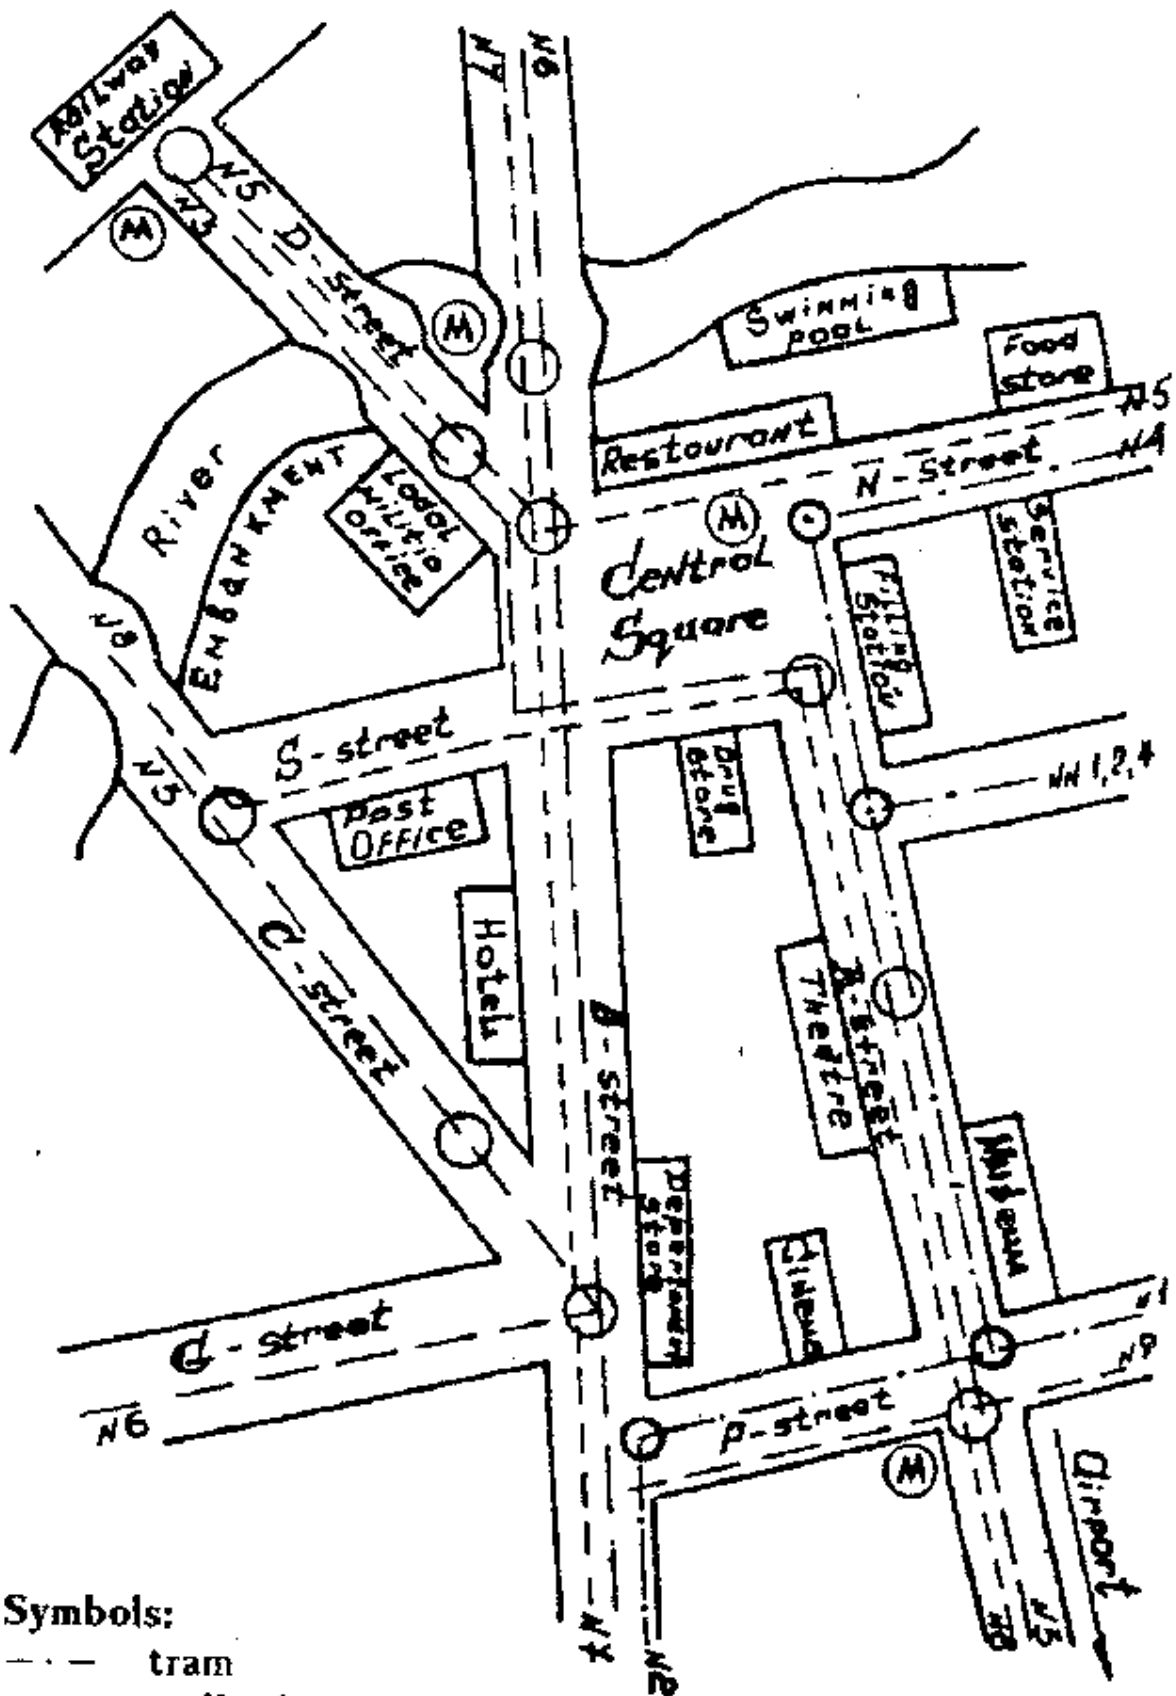 Railway
Station
N7
N6
N5
N3
M
D-street
M
Swimming
pool
Food
store
N5
N4
Restaurant
N-street
M
Central
Square
Local
Militia
Office
River
EmbanKMENT
Filling
Station
Service
Station
N8
N5
S-street
Post
Office
Drug
store
NN 1,2,4
Hotel
C-street
B-street
Theatre
A-street
Museum
Department
Store
Cinema
G-street
N6
N1
N9
P-street
M
Airport
N7
N2
N8
N3
Symbols:
tram